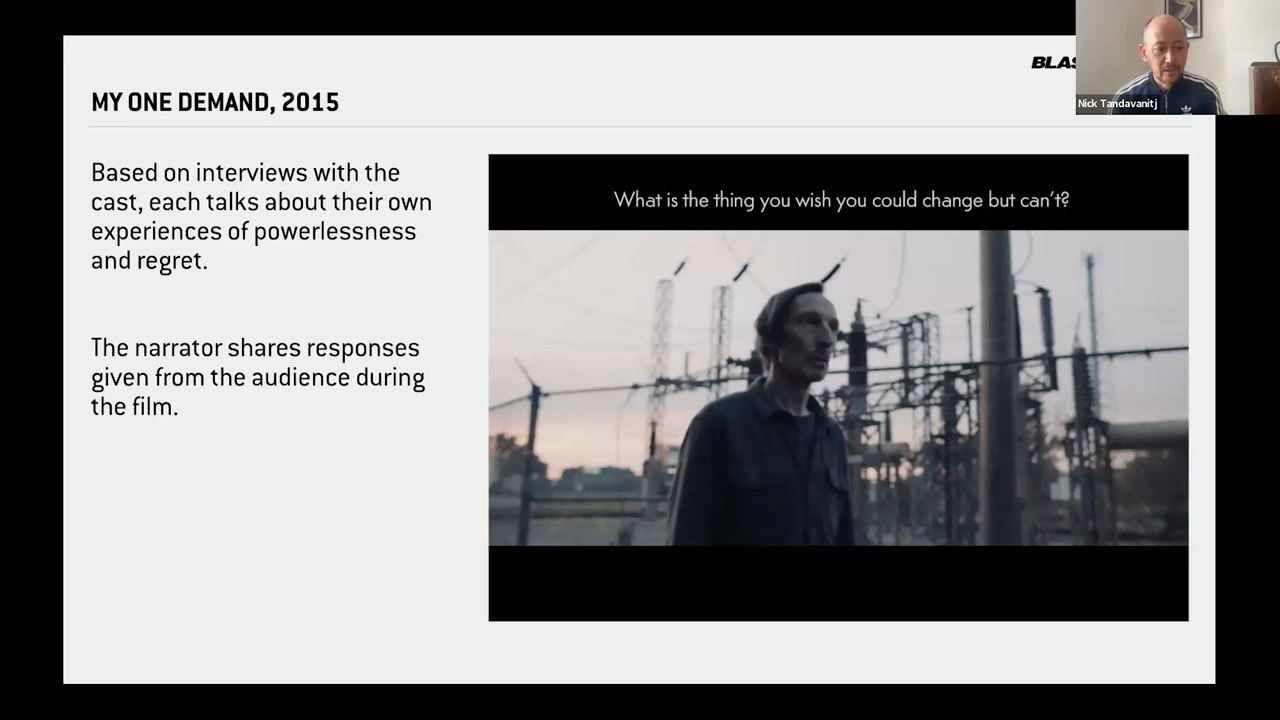 BLAS
MY ONE DEMAND, 2015
Nick Tandavanitj
Based on interviews with the
cast, each talks about their own
experiences of powerlessness
and regret.
The narrator shares responses
given from the audience during
the film.
What is the thing you wish you could change but can't?